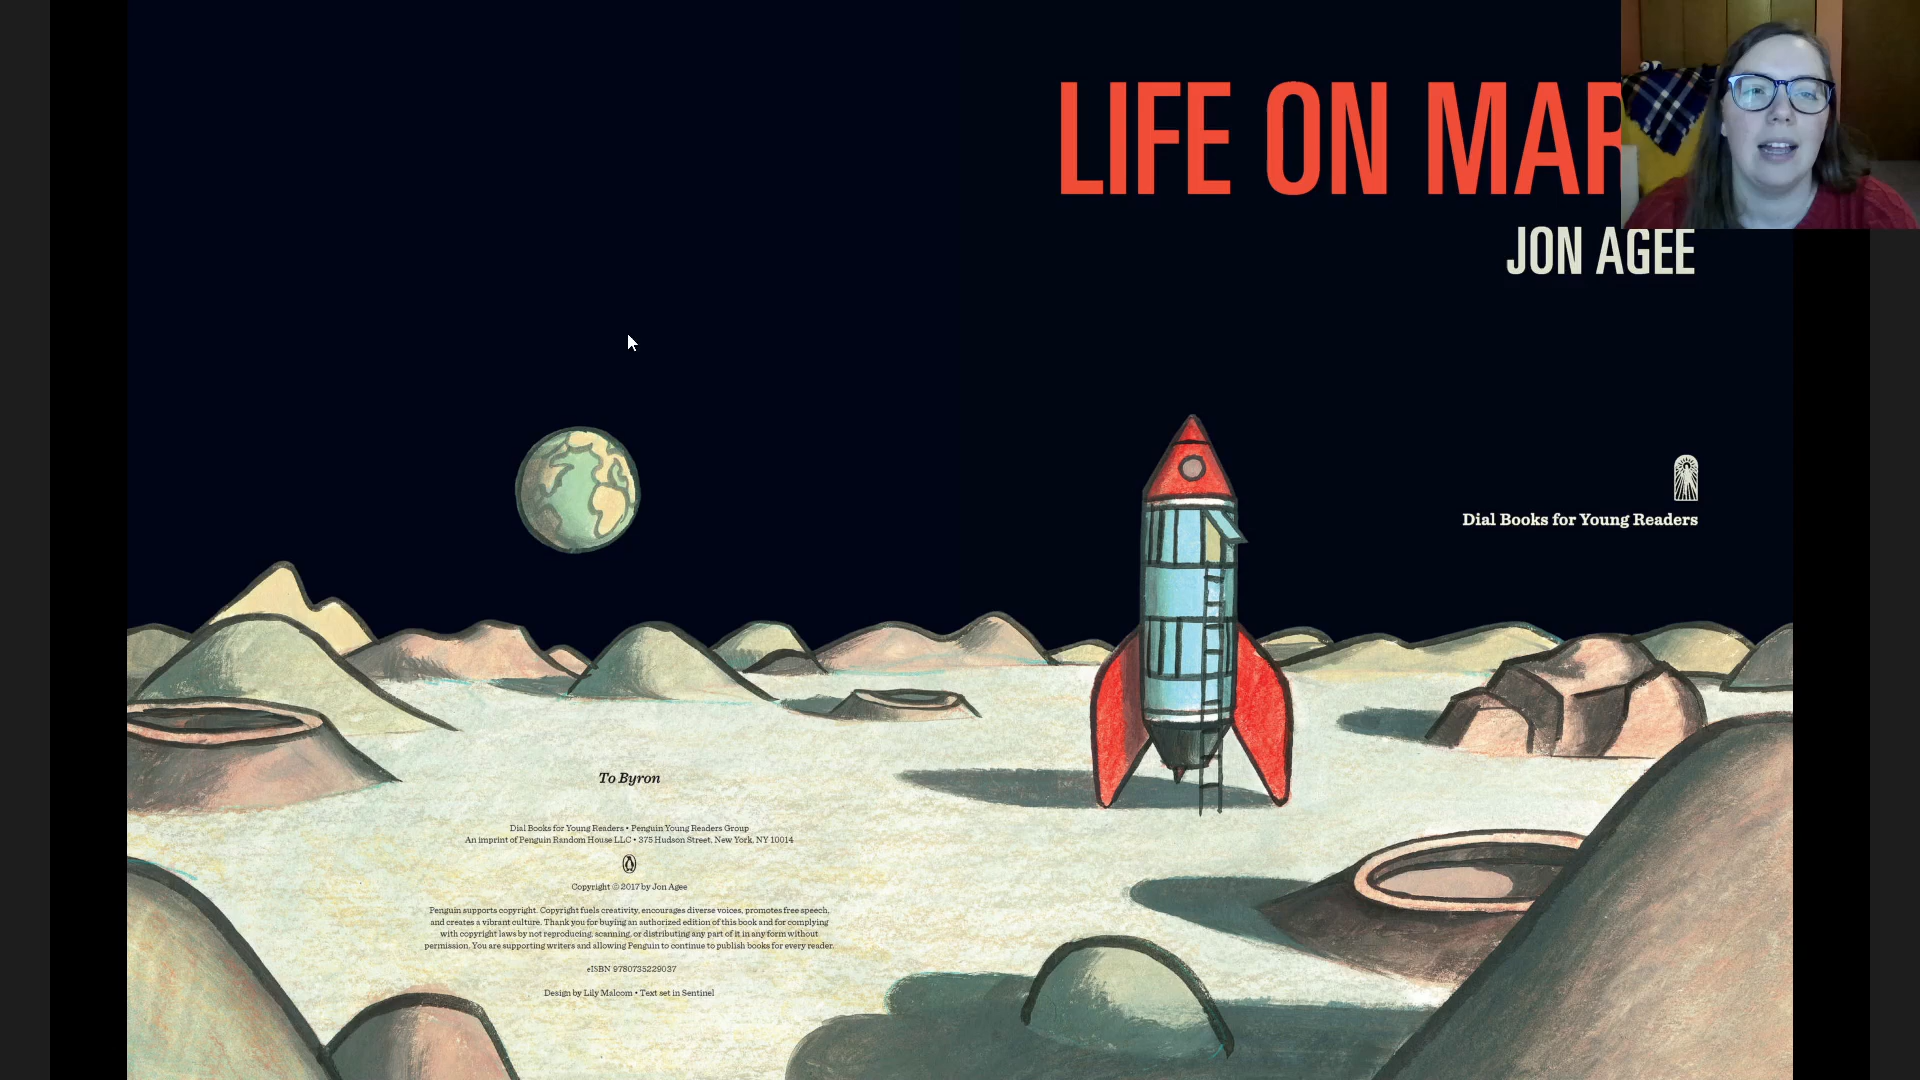 LIFE ON MAR
JON AGEE
Dial Books for Young Readers
To Byron
Dial Books for Young Readers • Penguin Young Readers Group
An imprint of Penguin Random House LLC • 375 Hudson Street, New York, NY 10014
Copyright © 2017 by Jon Agee
Penguin supports copyright. Copyright fuels creativity, encourages diverse voices, promotes free speech,
and creates a vibrant culture. Thank you for buying an authorized edition of this book and for complying
with copyright laws by not reproducing, scanning, or distributing any part of it in any form without
permission. You are supporting writers and allowing Penguin to continue to publish books for every reader.
eISBN 9780735229037
Design by Lily Malcom • Text set in Sentinel